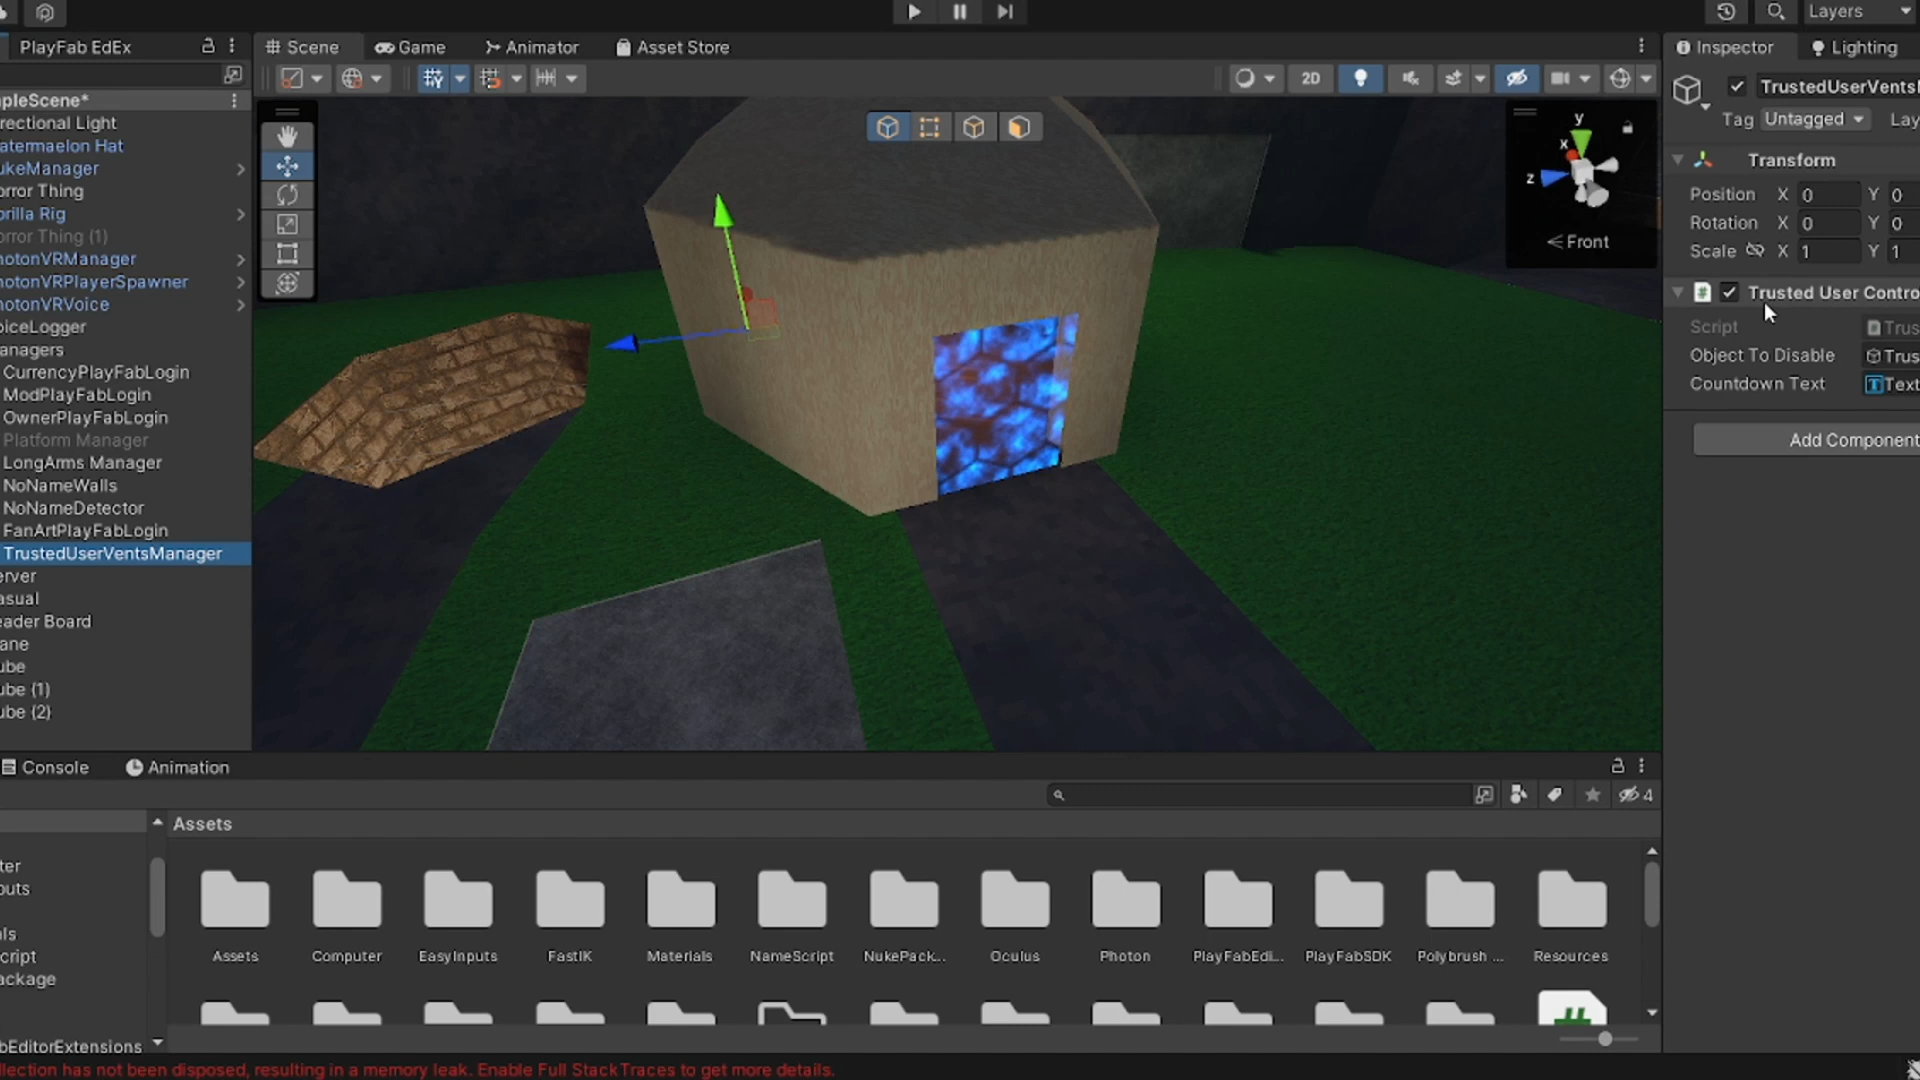 Layers
PlayFab EdEx
Scene
Game
Animator
Asset Store
Inspector
Lighting
2D
pleScene*
rectional Light
atermaelon Hat
ukeManager
orror Thing
orilla Rig
orror Thing (1)
hotonVRManager
hotonVRPlayerSpawner
hotonVRVoice
oiceLogger
anagers
CurrencyPlayFabLogin
ModPlayFabLogin
OwnerPlayFabLogin
Platform Manager
LongArms Manager
NoNameWalls
NoNameDetector
FanArtPlayFabLogin
TrustedUserVentsManager
erver
asual
eader Board
ane
ube
ube (1)
ube (2)
y
x
z
Front
TrustedUserVentsM
Tag Untagged Lay
Transform
Position X 0 Y 0
Rotation X 0 Y 0
Scale X 1 Y 1
Trusted User Contro
Script Trus
Object To Disable Trus
Countdown Text Text
Add Component
Console
Animation
4
Assets
ter
outs
ls
cript
ackage
bEditorExtensions
Assets Computer EasyInputs FastIK Materials NameScript NukePack... Oculus Photon PlayFabEdi... PlayFabSDK Polybrush ... Resources
#
llection has not been disposed, resulting in a memory leak. Enable Full StackTraces to get more details.